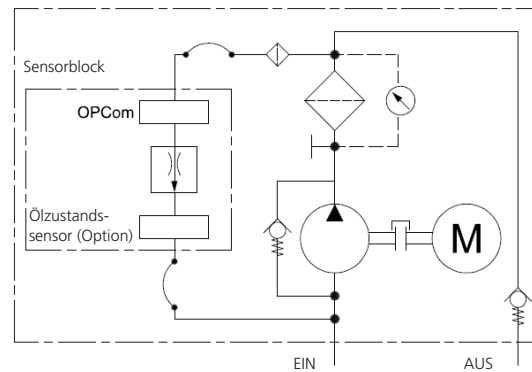 Sensorblock
OPCom
Ölzustands-
sensor (Option)
M
EIN
AUS